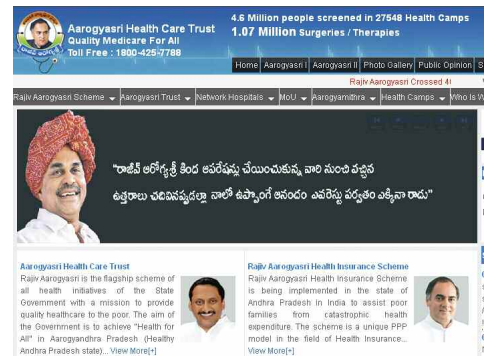 Aarogyasri Health Care Trust
Quality Medicare For All
Toll Free : 1800-425-7788
4.6 Million people screened in 27548 Health Camps
1.07 Million Surgeries / Therapies
Home Aarogyasri I Aarogyasri II Photo Gallery Public Opinion S
Rajiv Aarogyasri Crossed 4
Rajiv Aarogyasri Scheme Aarogyasri Trust Network Hospitals MoU Aarogyamithra Health Camps Who Is W
"రాజీవ్ ఆరోగ్యశ్రీ కింద ఆపరేషన్లు చేయించుకున్న వారి నుంచి వచ్చిన
ఉత్తరాలు చదివినప్పుడల్లా నాలో ఉప్పొంగే ఆనందం ఎవరెస్టు పర్వతం ఎక్కినా రాదు"
Aarogyasri Health Care Trust
Rajiv Aarogyasri is the flagship scheme of
all health initiatives of the State
Government with a mission to provide
quality healthcare to the poor. The aim of
the Government is to achieve "Health for
All" in Aarogyandhra Pradesh (Healthy
Andhra Pradesh state)... View More[+]
Rajiv Aarogyasri Health Insurance Scheme
Rajiv Aarogyasri Health Insurance Scheme
is being implemented in the state of
Andhra Pradesh in India to assist poor
families from catastrophic health
expenditure. The scheme is a unique PPP
model in the field of Health Insurance...
View More[+]